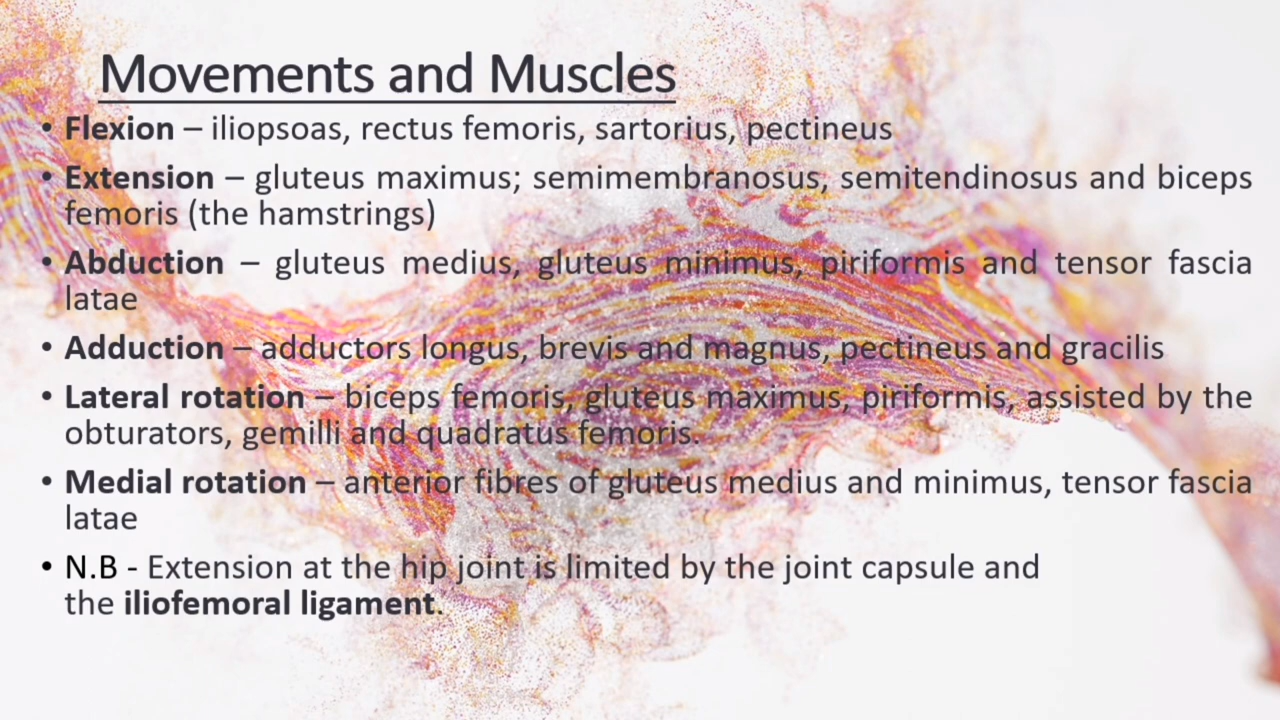 Movements and Muscles
• Flexion – iliopsoas, rectus femoris, sartorius, pectineus
• Extension – gluteus maximus; semimembranosus, semitendinosus and biceps
femoris (the hamstrings)
• Abduction – gluteus medius, gluteus minimus, piriformis and tensor fascia
latae
• Adduction – adductors longus, brevis and magnus, pectineus and gracilis
• Lateral rotation – biceps femoris, gluteus maximus, piriformis, assisted by the
obturators, gemilli and quadratus femoris.
• Medial rotation – anterior fibres of gluteus medius and minimus, tensor fascia
latae
• N.B - Extension at the hip joint is limited by the joint capsule and
the iliofemoral ligament.